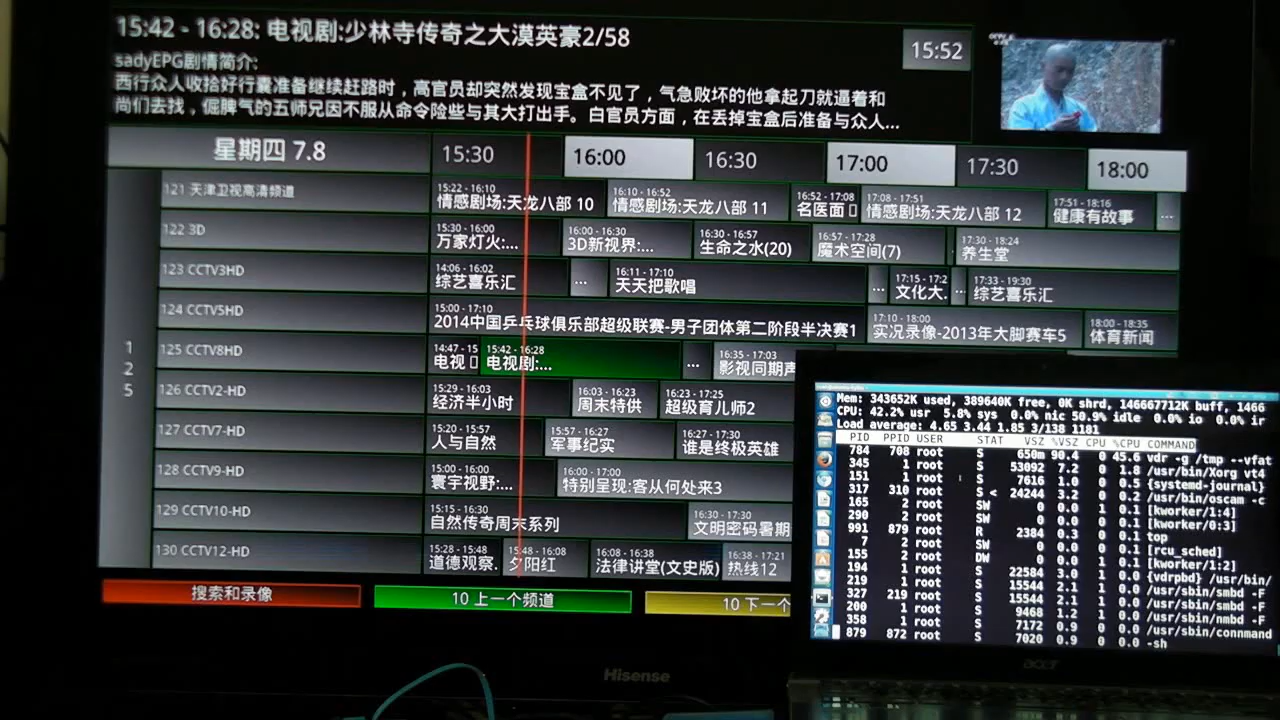 15:42 - 16:28: 电视剧:少林寺传奇之大漠英豪2/58
15:52
sadyEPG剧情简介:
西行众人收拾好行囊准备继续赶路时，高官员却突然发现宝盒不见了，气急败坏的他拿起刀就逼着和
尚们去找，倔脾气的五师兄因不服从命令险些与其大打出手。白官员方面，在丢掉宝盒后准备与众人...
星期四 7.8
15:30 16:00 16:30 17:00 17:30 18:00
121 天津卫视高清频道
15:22 - 16:10 16:10 - 16:52 16:52 - 17:08 17:08 - 17:51 17:51 - 18:16
情感剧场:天龙八部 10 情感剧场:天龙八部 11 名医面 情感剧场:天龙八部 12 健康有故事 ...
122 3D
15:30 - 16:00 16:00 - 16:30 16:30 - 16:57 16:57 - 17:28 17:30 - 18:24
万家灯火:... 3D新视界:... 生命之水(20) 魔术空间(7) 养生堂
123 CCTV3HD
14:06 - 16:02 16:11 - 17:10 17:15 - 17:2 17:33 - 19:30
综艺喜乐汇 ... 天天把歌唱 ... 文化大. ... 综艺喜乐汇
124 CCTV5HD
15:00 - 17:10 17:10 - 18:00 18:00 - 18:35
2014中国乒乓球俱乐部超级联赛-男子团体第二阶段半决赛1 实况录像-2013年大脚赛车5 体育新闻
125
125 CCTV8HD
14:47 - 15 15:42 - 16:28 16:35 - 17:03
电视 电视剧:... ... 影视同期声
126 CCTV2-HD
15:29 - 16:03 16:03 - 16:23 16:23 - 17:25
经济半小时 周末特供 超级育儿师2
127 CCTV7-HD
15:20 - 15:57 15:57 - 16:27 16:27 - 17:30
人与自然 军事纪实 谁是终极英雄
128 CCTV9-HD
15:00 - 16:00 16:00 - 17:00
寰宇视野:... 特别呈现:客从何处来3
129 CCTV10-HD
15:15 - 16:30 16:30 - 17:30
自然传奇周末系列 文明密码暑期
130 CCTV12-HD
15:28 - 15:48 15:48 - 16:08 16:08 - 16:38 16:38 - 17:21
道德观察. 夕阳红 法律讲堂(文史版) 热线12
搜索和录像 10 上一个频道 10 下一个
Hisense
Mem: 343652K used, 389640K free, 0K shrd, 146667712K buff, 1466
CPU: 42.2% usr 5.8% sys 0.0% nic 50.9% idle 0.0% io 0.0% ir
Load average: 4.65 3.44 1.85 3/138 1181
PID PPID USER STAT VSZ %VSZ CPU %CPU COMMAND
784 708 root S 650m 90.4 0 45.6 vdr -g /tmp --vfat
345 1 root S 53092 7.2 0 1.8 /usr/bin/Xorg vt4
151 1 root S 7616 1.0 0 0.5 {systemd-journal}
317 310 root S < 24244 3.2 0 0.2 /usr/bin/oscam -c
165 2 root SW 0 0.0 1 0.1 [kworker/1:4]
290 2 root SW 0 0.0 0 0.1 [kworker/0:3]
991 879 root R 2384 0.3 0 0.1 top
7 2 root SW 0 0.0 0 0.1 [rcu_sched]
155 2 root DW 0 0.0 1 0.1 [kworker/1:2]
194 1 root S 22584 3.0 1 0.0 {vdrpbd} /usr/bin/
219 1 root S 15544 2.1 1 0.0 /usr/sbin/smbd -F
327 219 root S 15544 2.1 1 0.0 /usr/sbin/smbd -F
200 1 root S 9468 1.2 1 0.0 /usr/sbin/nmbd -F
358 1 root S 7172 0.9 0 0.0 /usr/sbin/connmand
879 872 root S 7020 0.9 0 0.0 -sh
acer